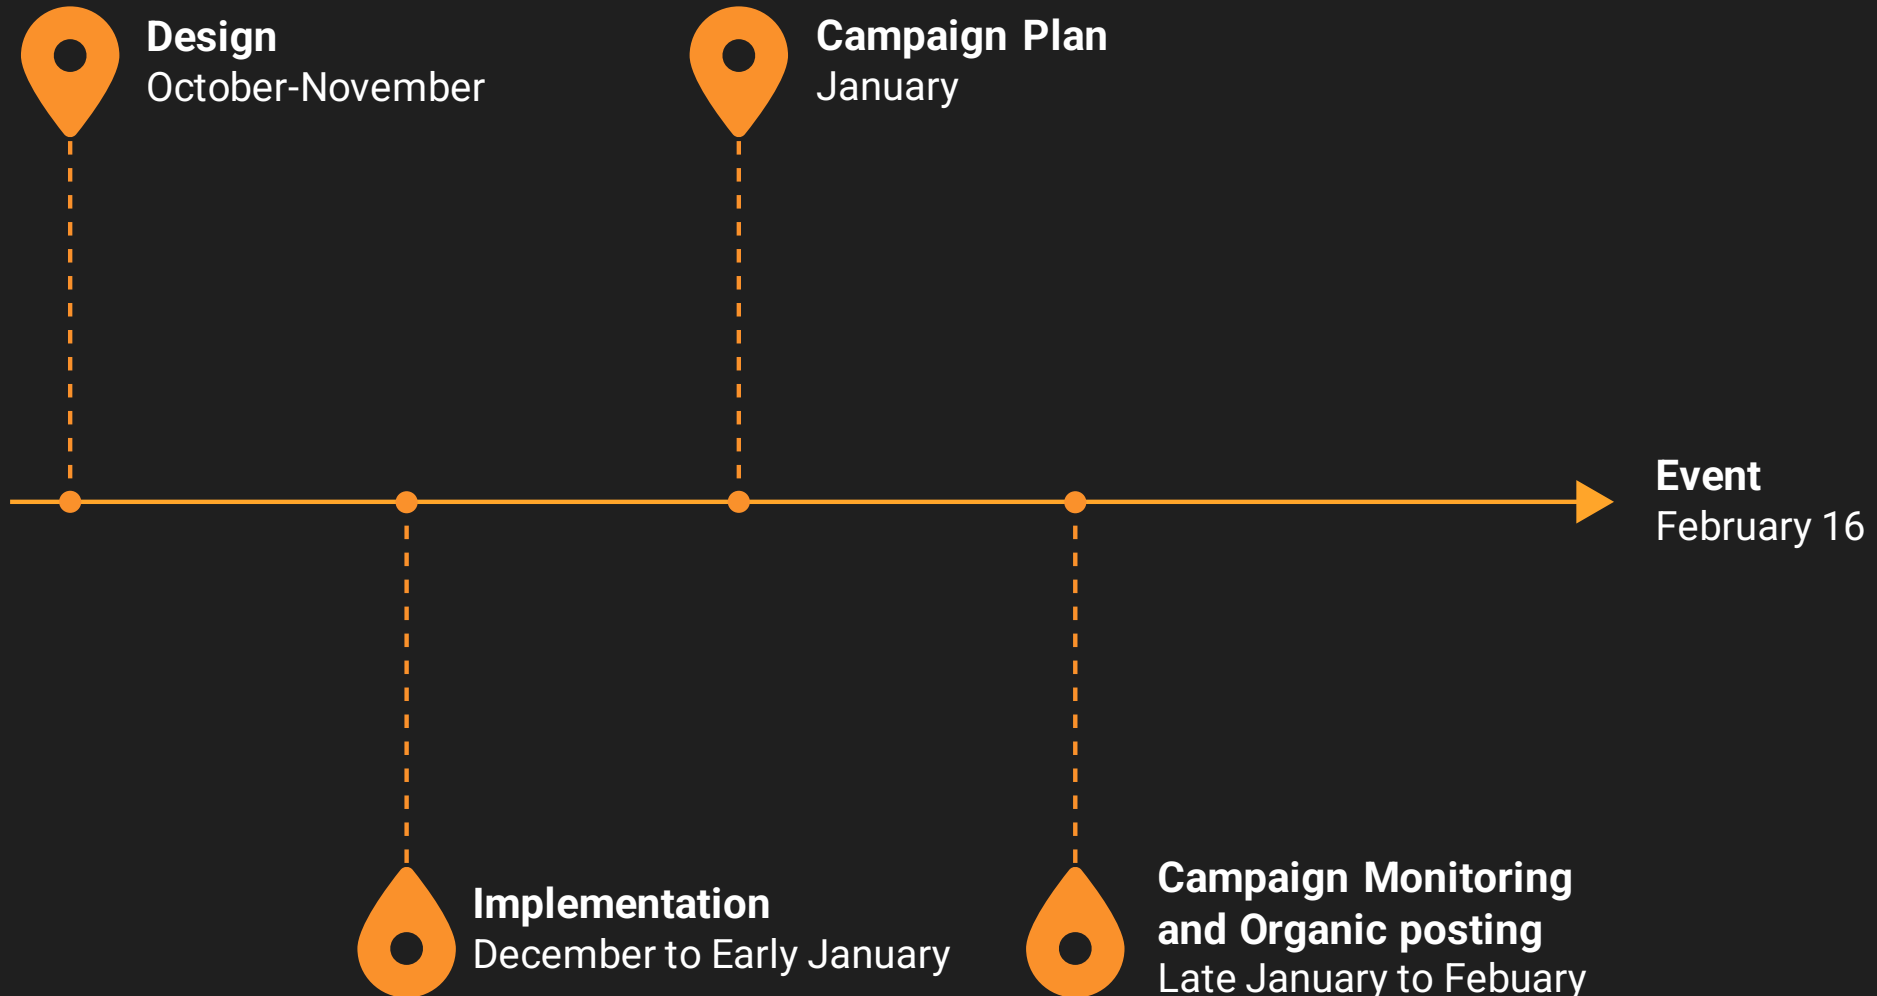 Design
October-November
Campaign Plan
January
Event
February 16
Implementation
December to Early January
Campaign Monitoring
and Organic posting
Late January to Febuary